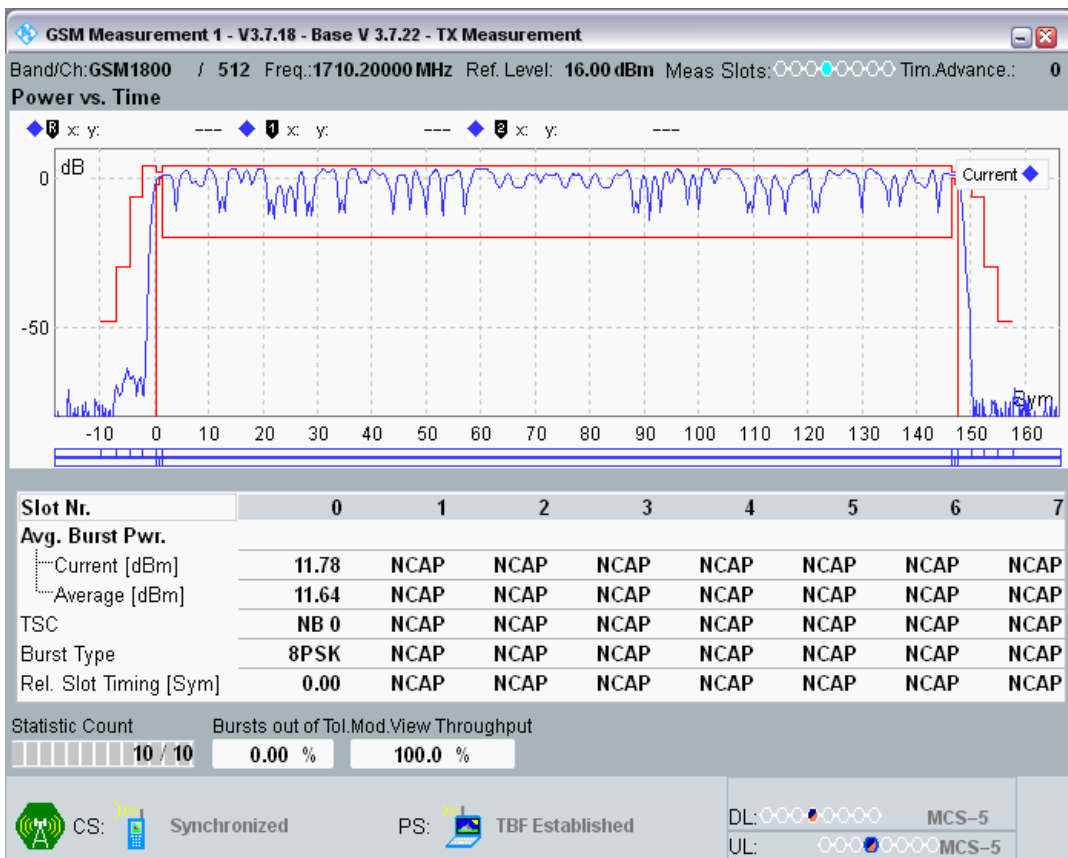 GSM Measurement 1 - V3.7.18 - Base V 3.7.22 - TX Measurement
Band/Ch:GSM1800 / 512 Freq.:1710.20000 MHz Ref. Level: 16.00 dBm Meas Slots: Tim.Advance.: 0
Power vs. Time
R x: y: --- 1 x: y: --- 2 x: y: ---
dB
0
Current
-50
Sym
-10 0 10 20 30 40 50 60 70 80 90 100 110 120 130 140 150 160
Slot Nr. 0 1 2 3 4 5 6 7
Avg. Burst Pwr.
Current [dBm] 11.78 NCAP NCAP NCAP NCAP NCAP NCAP NCAP
Average [dBm] 11.64 NCAP NCAP NCAP NCAP NCAP NCAP NCAP
TSC NB 0 NCAP NCAP NCAP NCAP NCAP NCAP NCAP
Burst Type 8PSK NCAP NCAP NCAP NCAP NCAP NCAP NCAP
Rel. Slot Timing [Sym] 0.00 NCAP NCAP NCAP NCAP NCAP NCAP NCAP
Statistic Count Bursts out of Tol. Mod.View Throughput
10 / 10 0.00 % 100.0 %
CS: Synchronized PS: TBF Established DL: MCS-5
UL: MCS-5